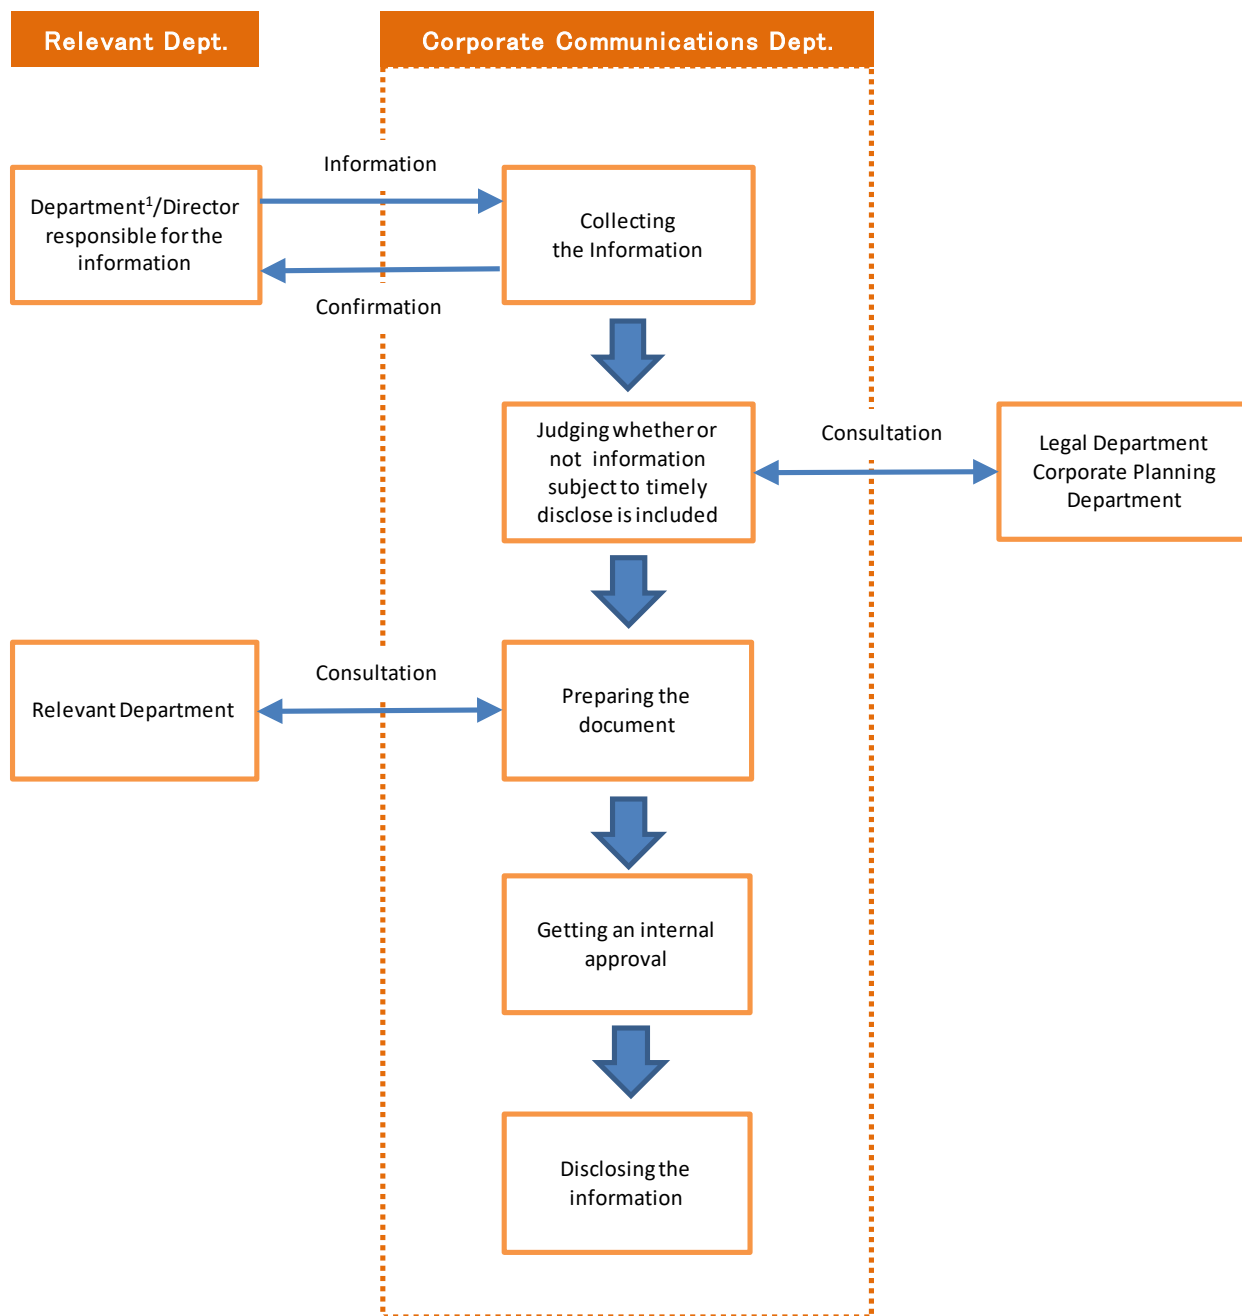 Relevant Dept.
Corporate Communications Dept.
Information
Department¹/Director
responsible for the
information
Collecting
the Information
Confirmation
Judging whether or
not information
subject to timely
disclose is included
Consultation
Legal Department
Corporate Planning
Department
Relevant Department
Consultation
Preparing the
document
Getting an internal
approval
Disclosing the
information